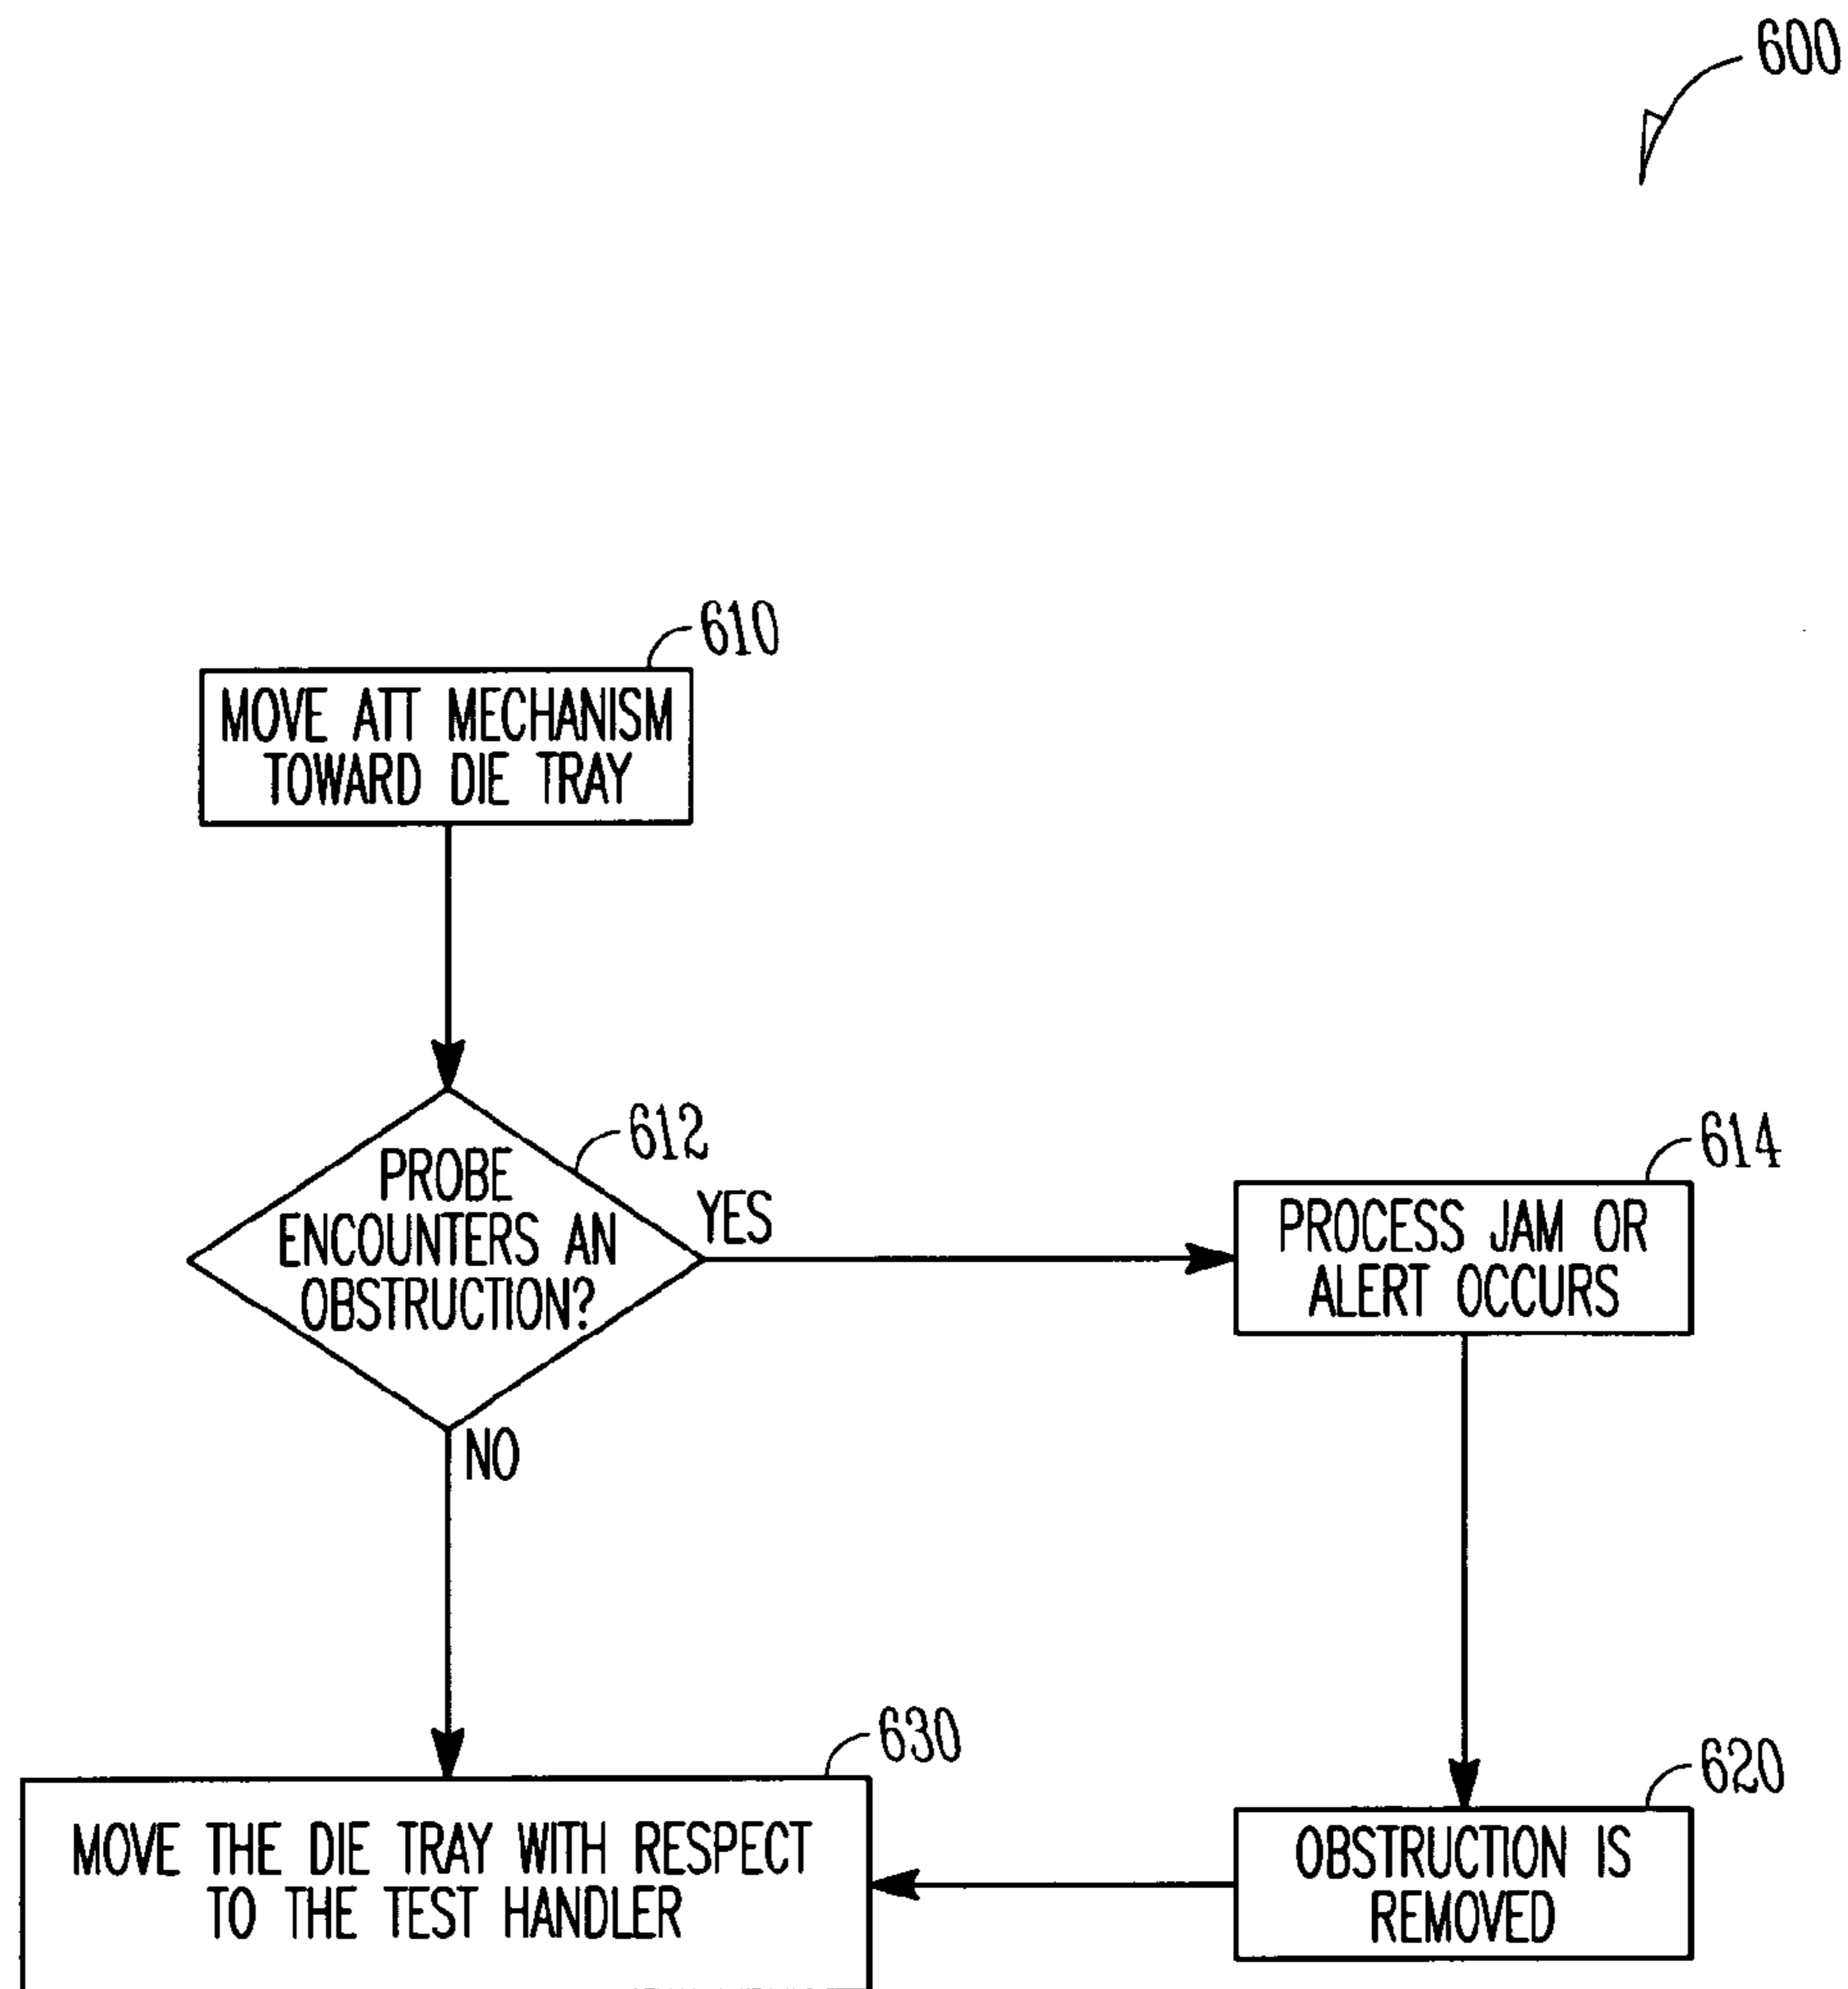 600
610
MOVE ATT MECHANISM
TOWARD DIE TRAY
612
PROBE
ENCOUNTERS AN
OBSTRUCTION?
YES
614
PROCESS JAM OR
ALERT OCCURS
NO
630
MOVE THE DIE TRAY WITH RESPECT
TO THE TEST HANDLER
620
OBSTRUCTION IS
REMOVED